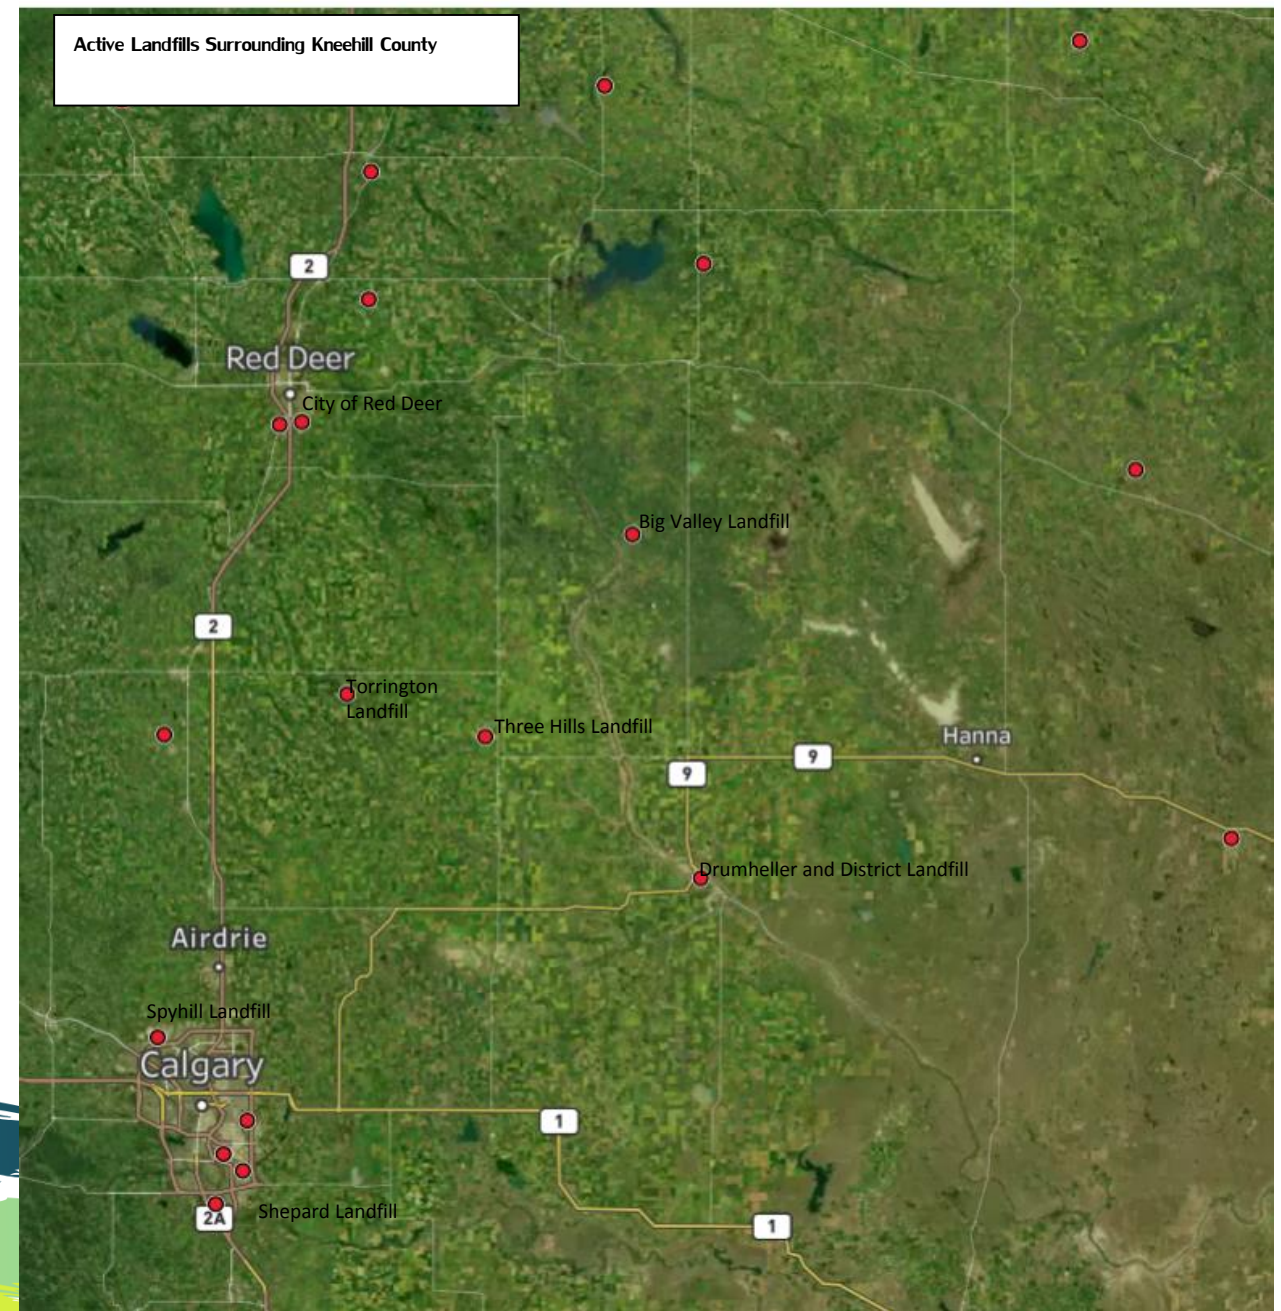 Active Landfills Surrounding Kneehill County
2
Red Deer
City of Red Deer
Big Valley Landfill
2
Torrington
Landfill
Three Hills Landfill
Hanna
9
9
Drumheller and District Landfill
Airdrie
Spyhill Landfill
Calgary
1
Shepard Landfill
2A
1